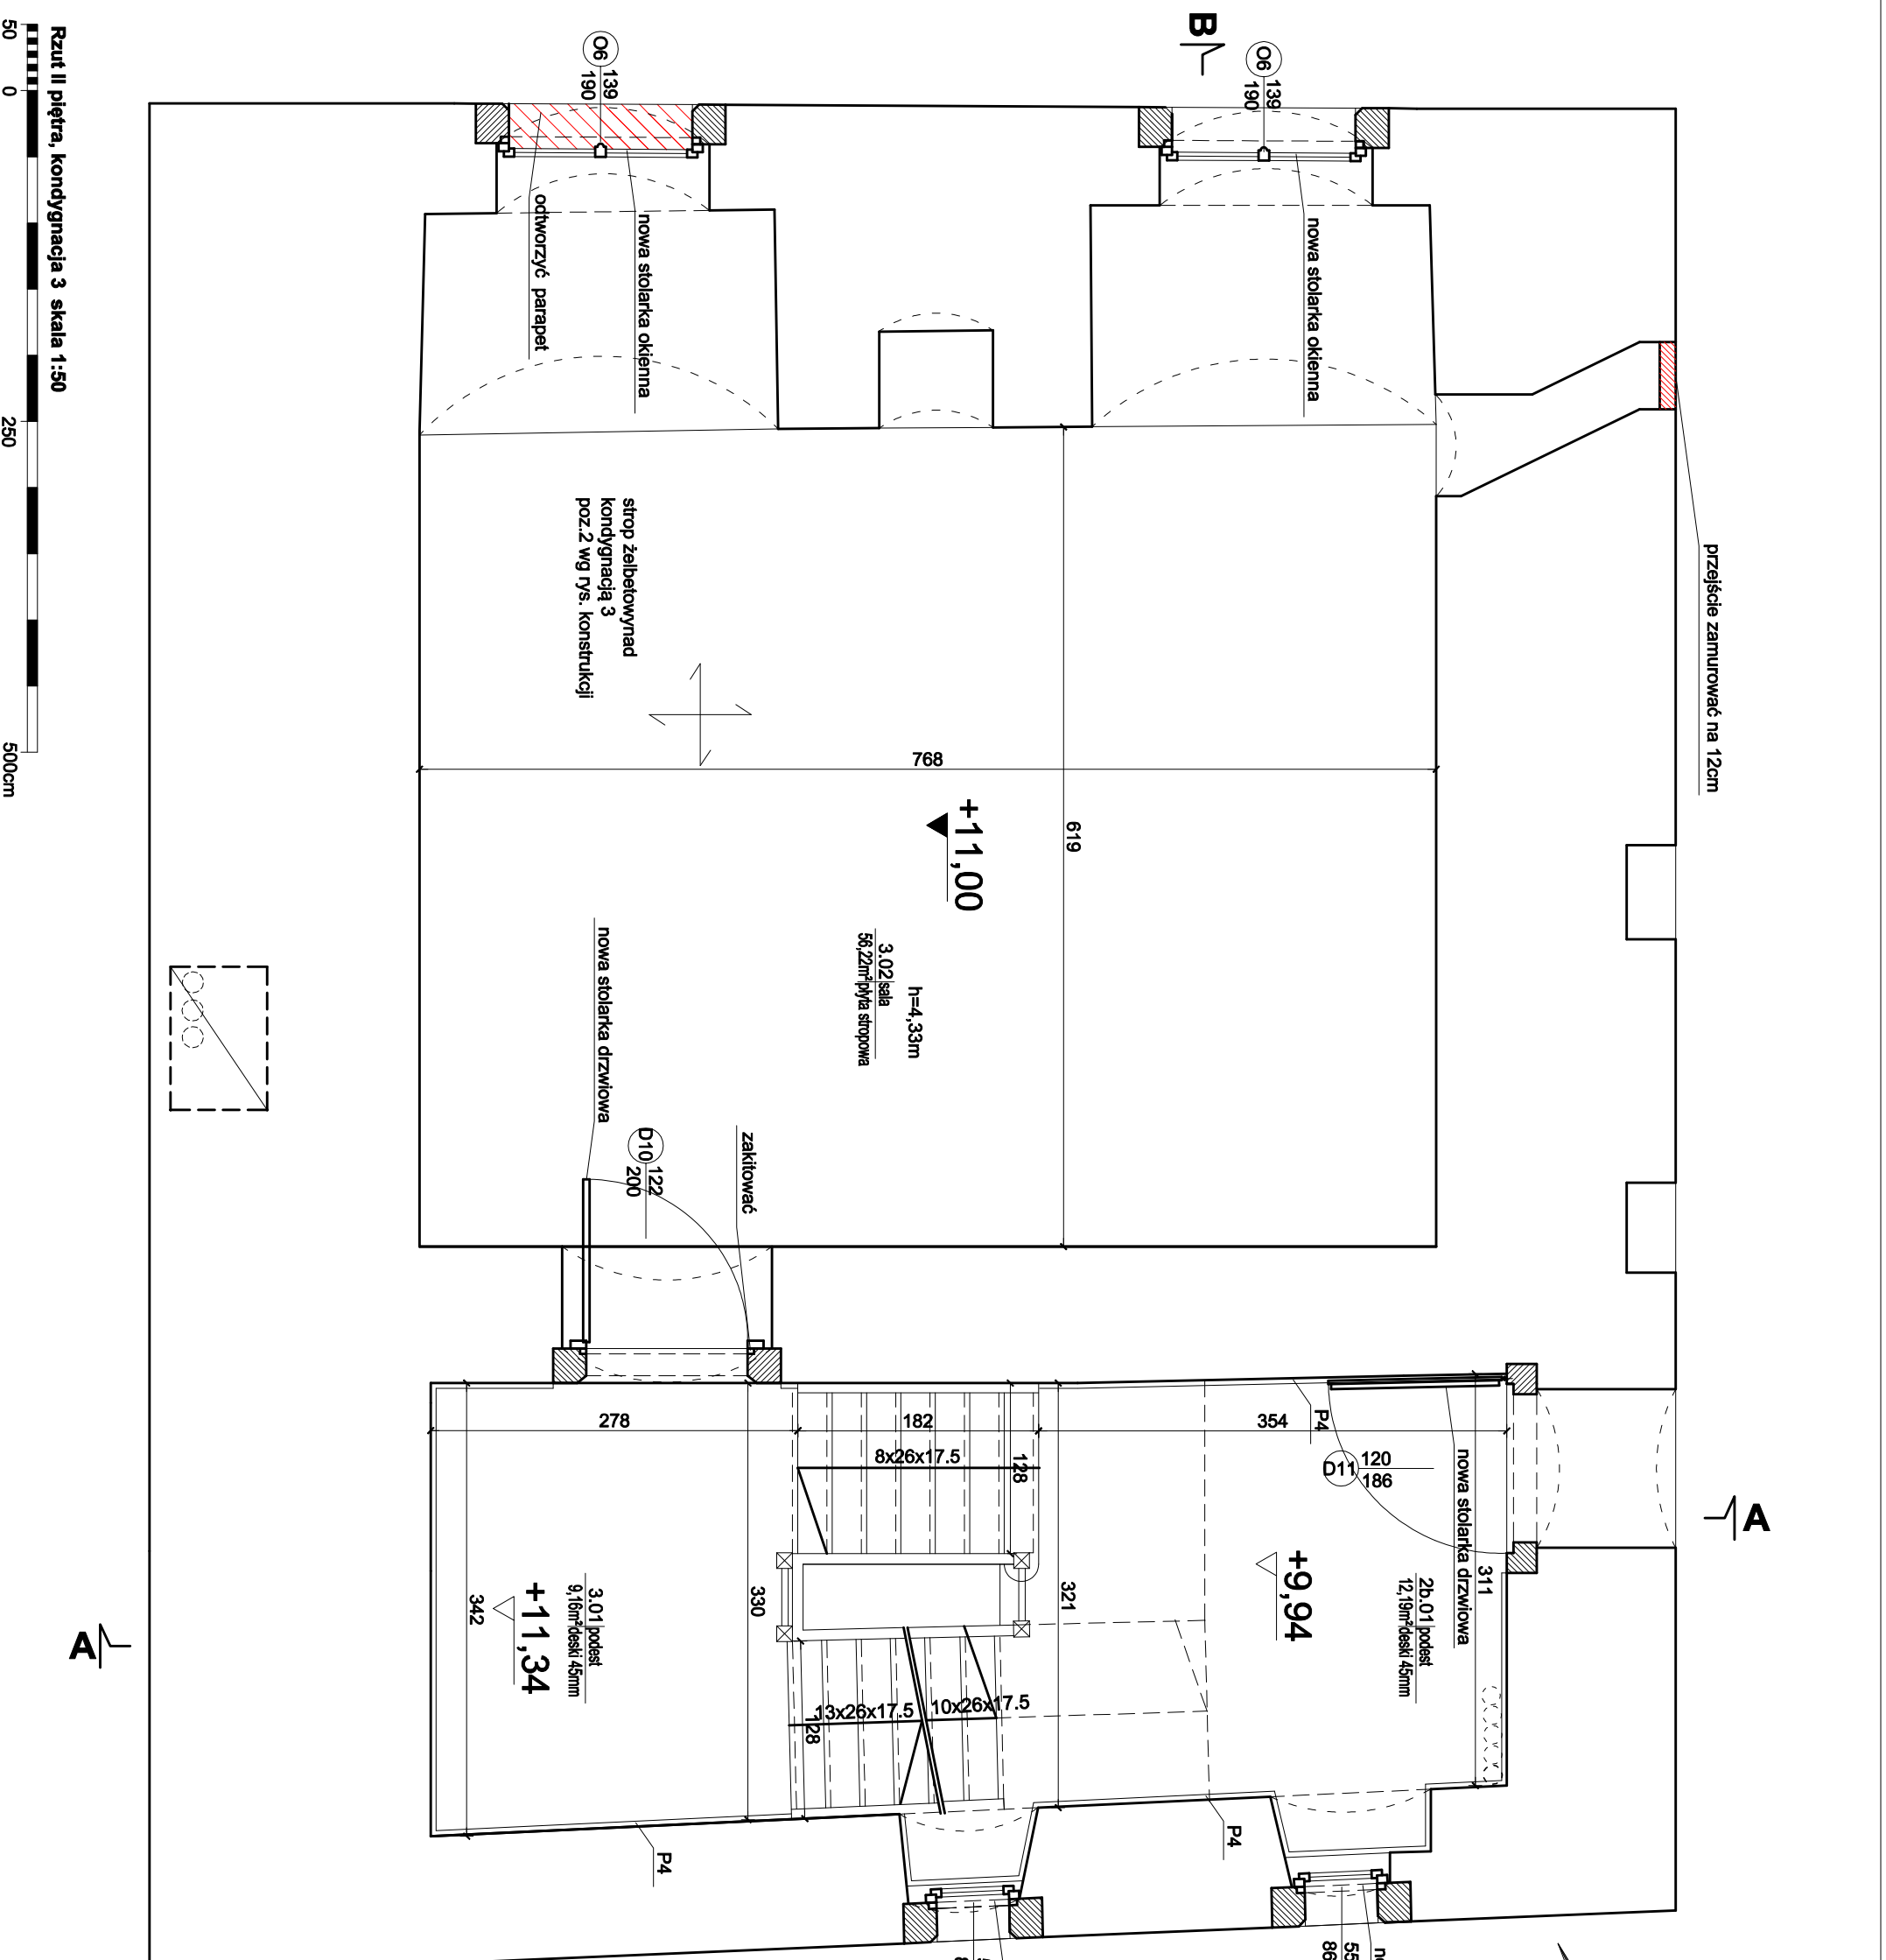 Rzut II piętra, kondygnacja 3 skala 1:50
50
0
250
500cm
B
O6
139
190
O6
139
190
nowa stolarka okienna
odtworzyć parapet
nowa stolarka okienna
przejście zamurować na 12cm
strop żelbetowynad
kondygnacją 3
poz.2 wg rys. konstrukcji
768
619
+11,00
h=4,33m
3.02 sala
56,22m² płyta stropowa
nowa stolarka drzwiowa
D10
122
200
zakitować
278
182
354
P4
8x26x17.5
128
D11
120
186
nowa stolarka drzwiowa
311
A
+9,94
2b.01 podest
12,19m² deski 45mm
321
330
342
3.01 podest
9,16m² deski 45mm
+11,34
A
13x26x17.5
10x26x17.5
128
P4
P4
55
86